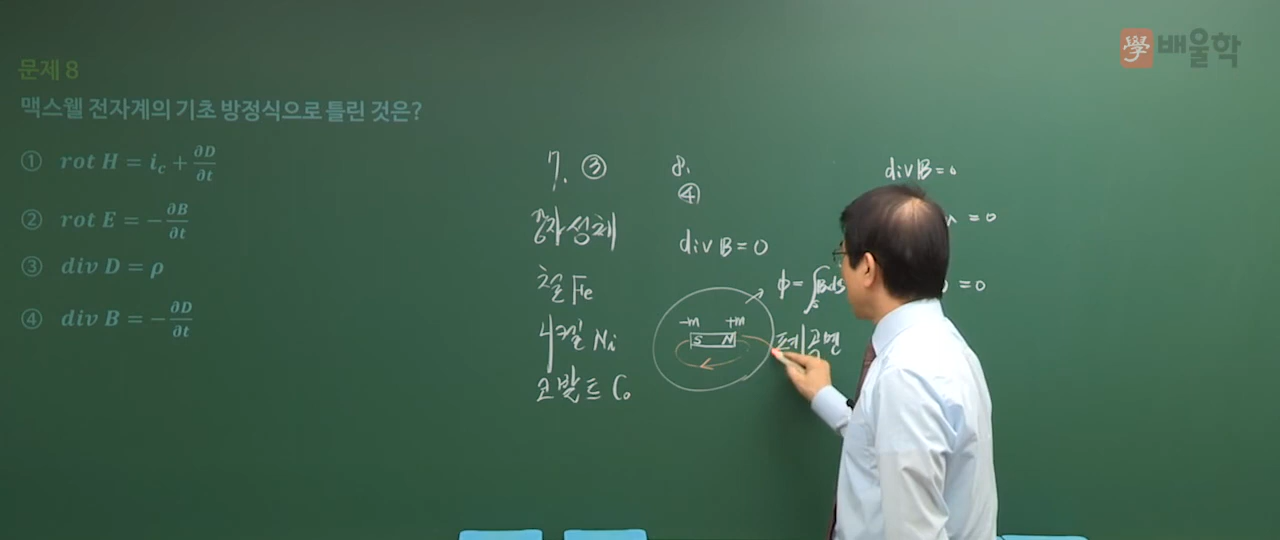 學 배울학
문제 8
맥스웰 전자계의 기초 방정식으로 틀린 것은?
① rot H = i_c + ∂D/∂t
② rot E = -∂B/∂t
③ div D = ρ
④ div B = -∂D/∂t
7. ③
강자성체
철 Fe
니켈 Ni
코발트 Co
8.
④
div B = 0
-m +m
S N
φ = ∫s B ds
폐곡면
div B = 0
= 0
= 0